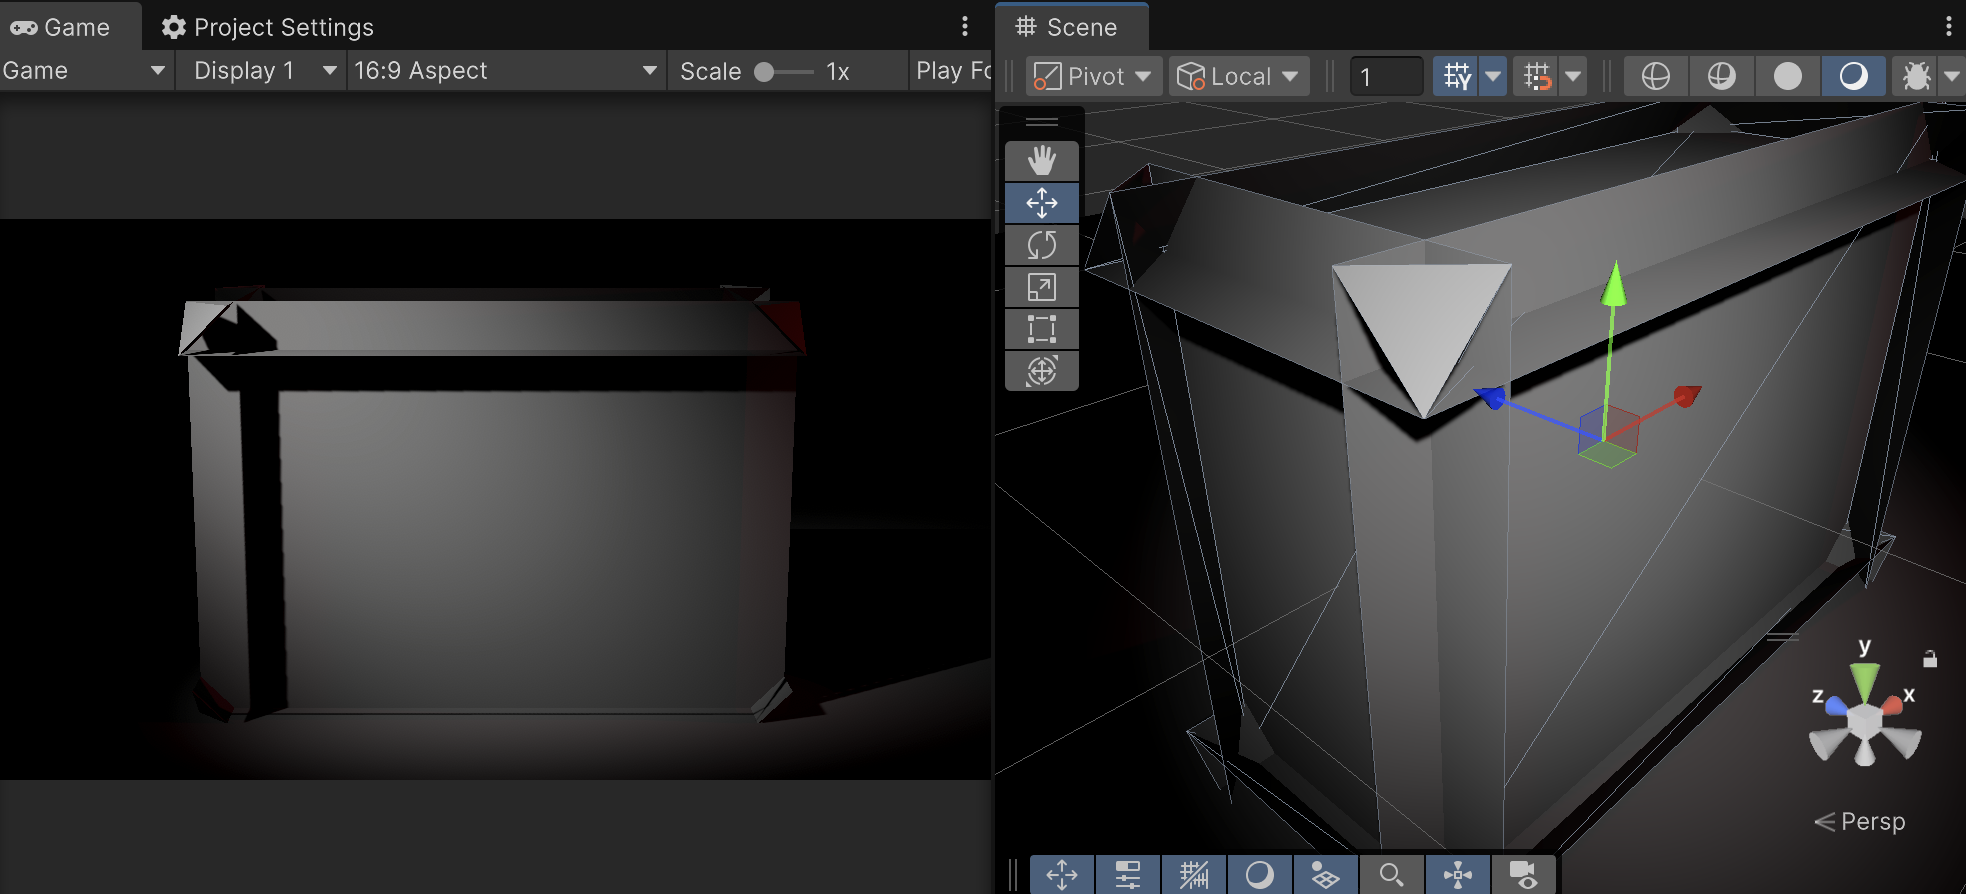 Game
Project Settings
Scene
Game
Display 1
16:9 Aspect
Scale
1x
Play Fo
Pivot
Local
1
y
z
x
Persp